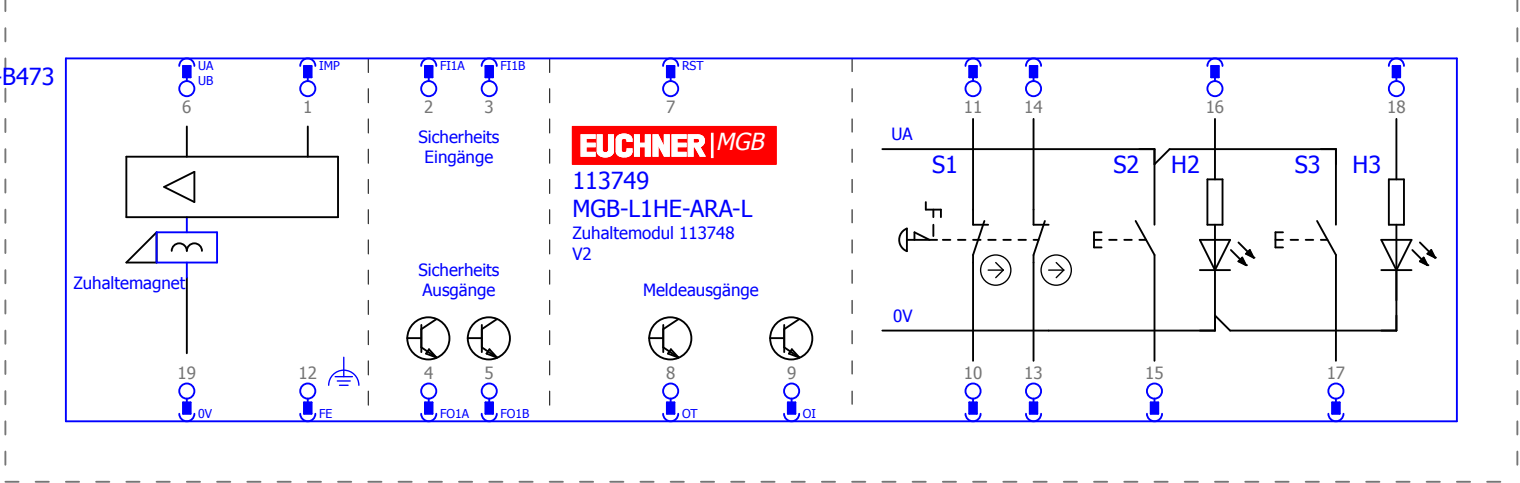 -B473
UA
UB
IMP
FI1A
FI1B
RST
6
1
2
3
7
11
14
16
18
Sicherheits
Eingänge
EUCHNER|MGB
113749
MGB-L1HE-ARA-L
Zuhaltemodul 113748
V2
UA
S1
S2
H2
S3
H3
Zuhaltemagnet
Sicherheits
Ausgänge
Meldeausgänge
0V
19
12
4
5
8
9
10
13
15
17
0V
FE
FO1A
FO1B
OT
OI